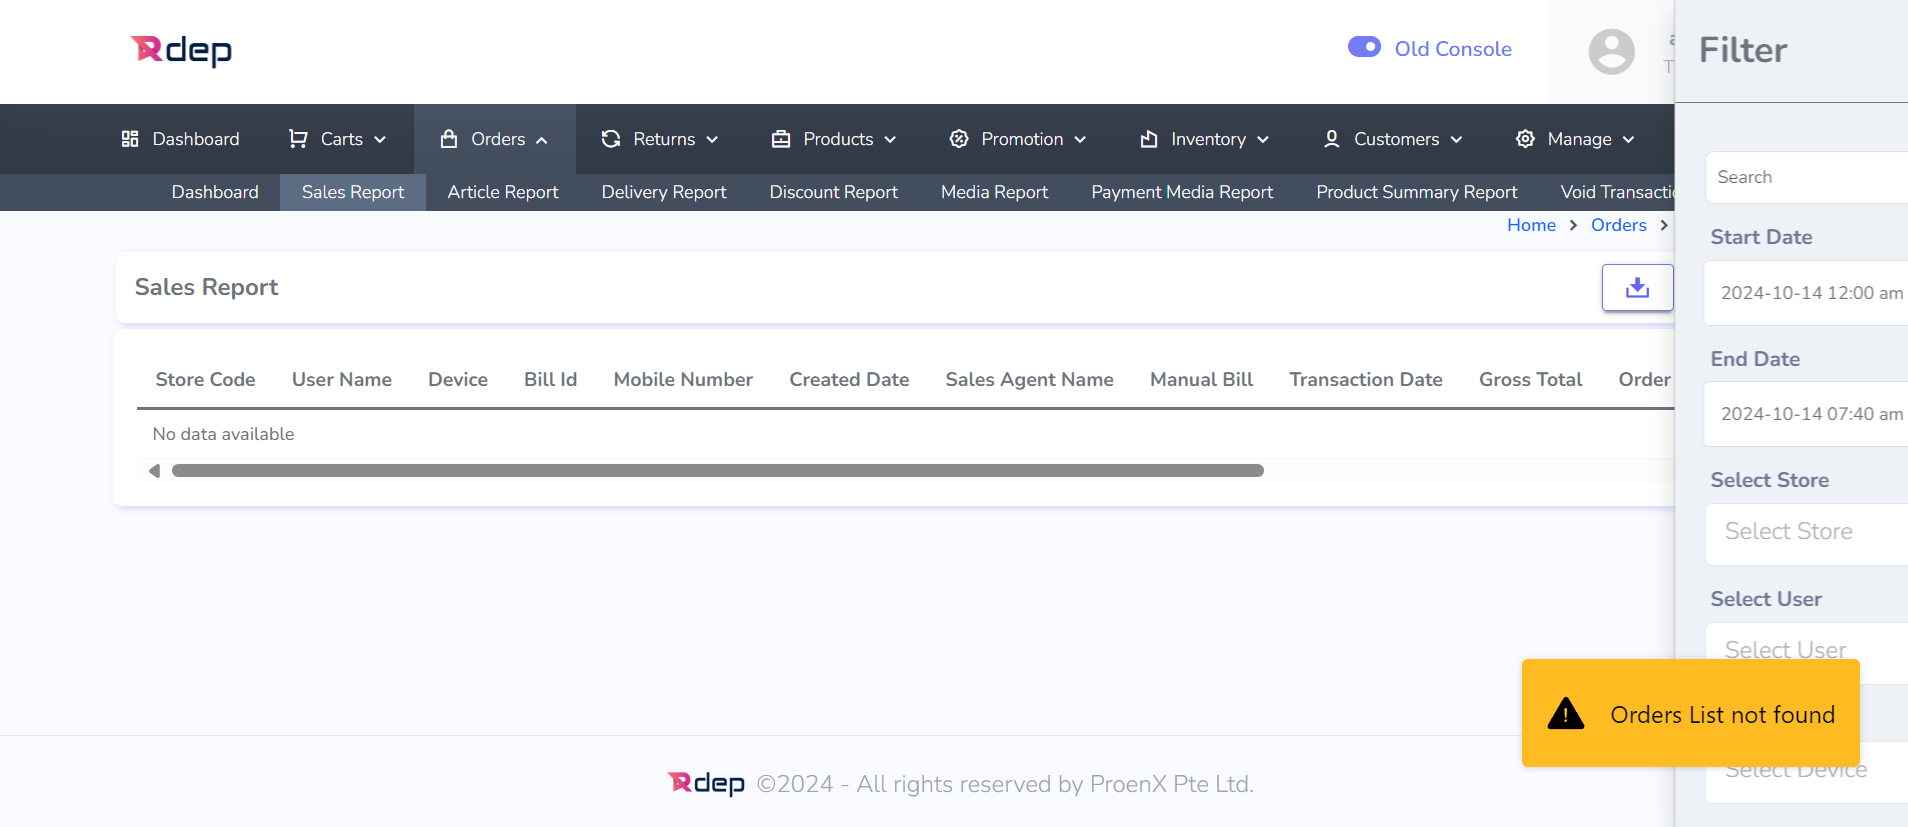 Rdep
Old Console
Filter
Dashboard Carts Orders Returns Products Promotion Inventory Customers Manage
Dashboard Sales Report Article Report Delivery Report Discount Report Media Report Payment Media Report Product Summary Report Void
Home > Orders >
Search
Start Date
Sales Report
2024-10-14 12:00 am
End Date
Store Code User Name Device Bill Id Mobile Number Created Date Sales Agent Name Manual Bill Transaction Date Gross Total Order
2024-10-14 07:40 am
No data available
Select Store
Select Store
Select User
Select User
Orders List not found
Select Device
Rdep ©2024 - All rights reserved by ProenX Pte Ltd.